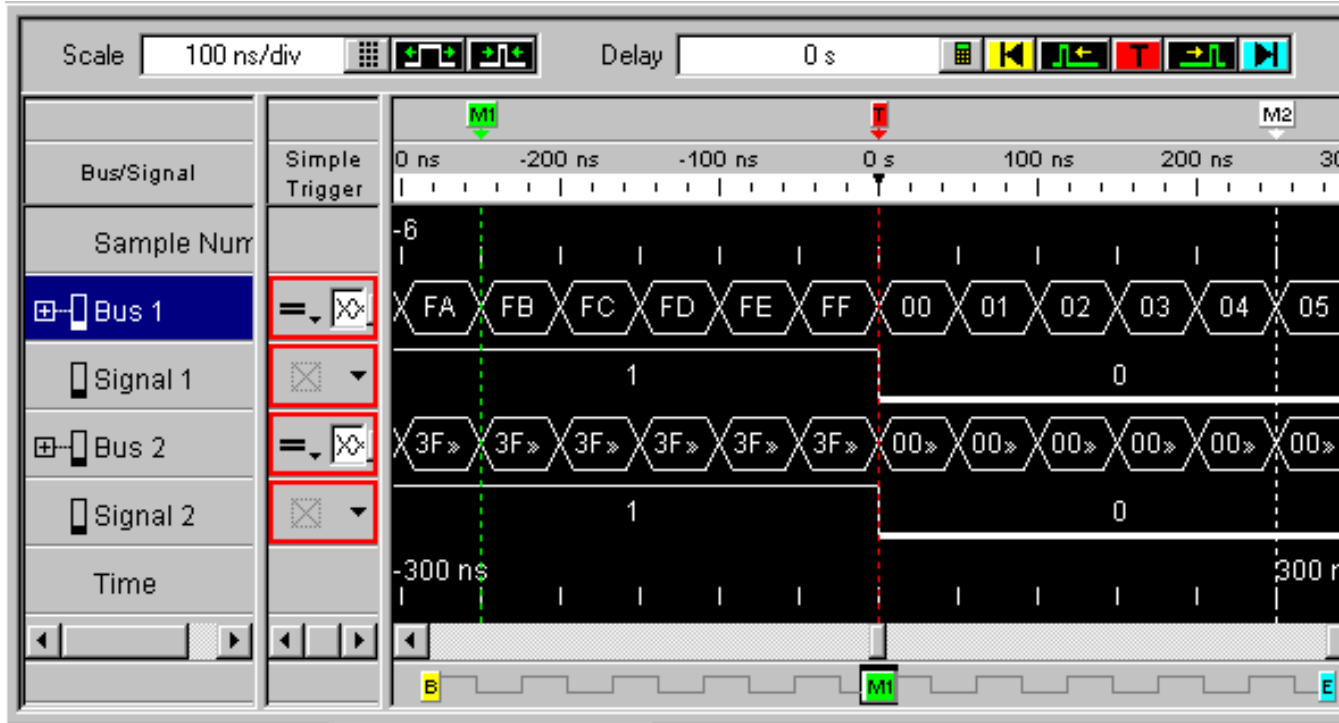 Scale 100 ns/div Delay 0 s T
M1 T M2
Bus/Signal Simple Trigger 0 ns -200 ns -100 ns 0 s 100 ns 200 ns 30
Sample Num -6
Bus 1 = FA FB FC FD FE FF 00 01 02 03 04 05
Signal 1 1 0
Bus 2 = 3F» 3F» 3F» 3F» 3F» 3F» 00» 00» 00» 00» 00» 00»
Signal 2 1 0
Time -300 ns 300 n
B M1 E